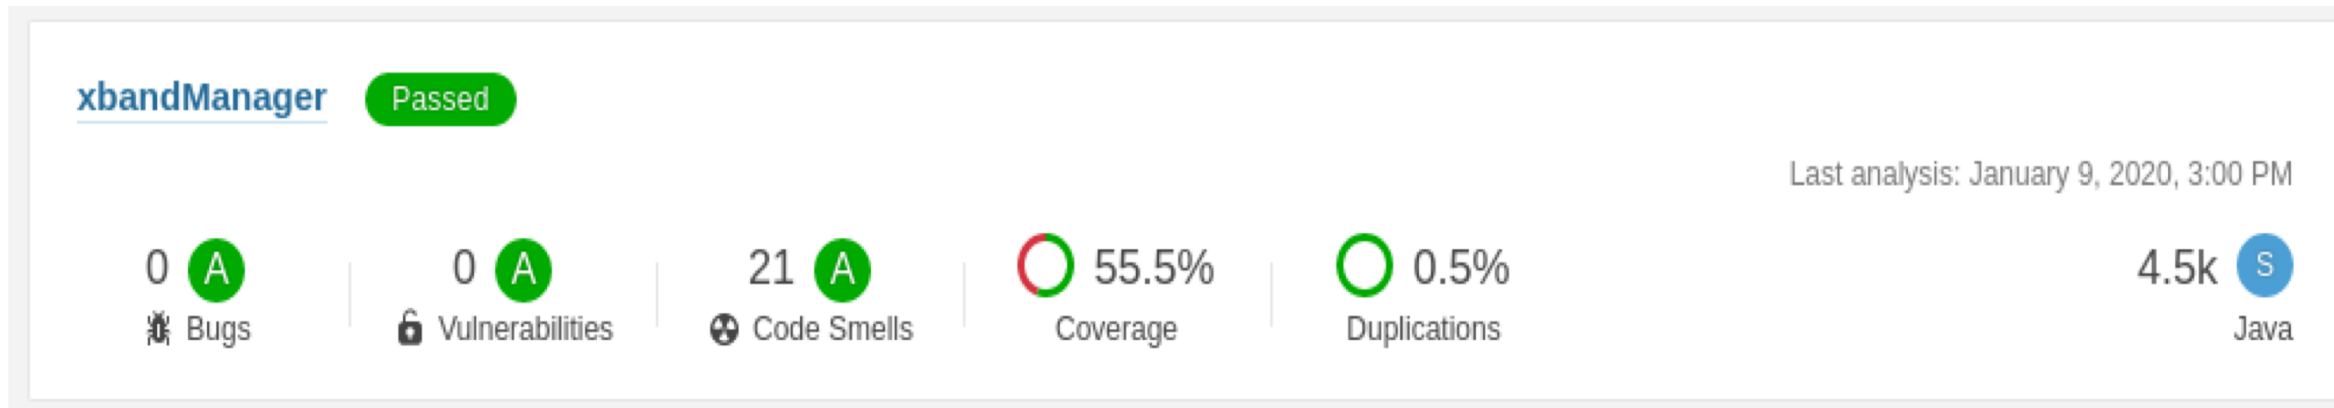 xbandManager Passed
Last analysis: January 9, 2020, 3:00 PM
0 A 0 A 21 A 55.5% 0.5% 4.5k S
Bugs Vulnerabilities Code Smells Coverage Duplications Java